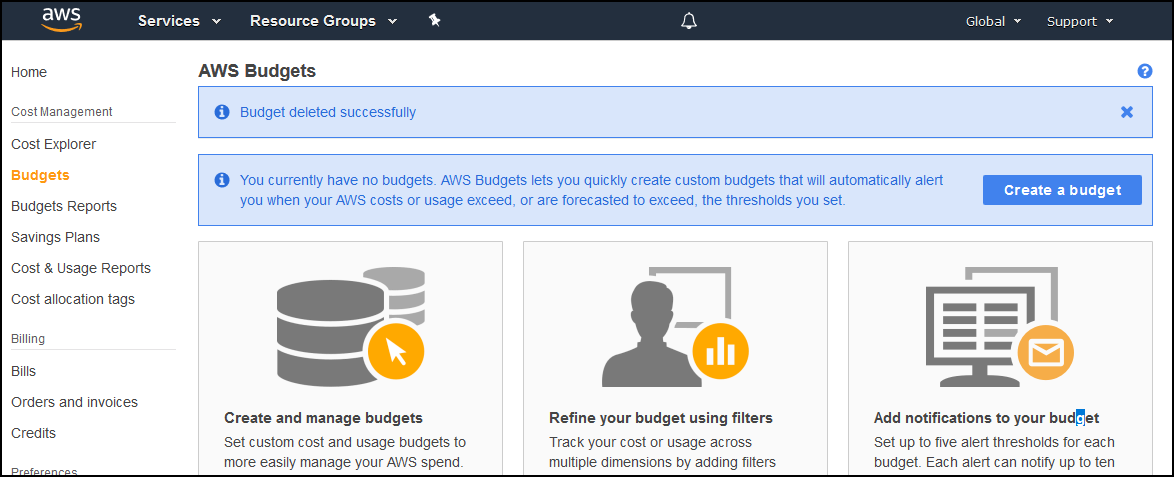 aws Services Resource Groups Global Support
Home
Cost Management
Cost Explorer
Budgets
Budgets Reports
Savings Plans
Cost & Usage Reports
Cost allocation tags
Billing
Bills
Orders and invoices
Credits
Preferences
AWS Budgets
Budget deleted successfully
You currently have no budgets. AWS Budgets lets you quickly create custom budgets that will automatically alert
you when your AWS costs or usage exceed, or are forecasted to exceed, the thresholds you set.
Create a budget
Create and manage budgets
Set custom cost and usage budgets to
more easily manage your AWS spend.
Refine your budget using filters
Track your cost or usage across
multiple dimensions by adding filters
Add notifications to your budget
Set up to five alert thresholds for each
budget. Each alert can notify up to ten